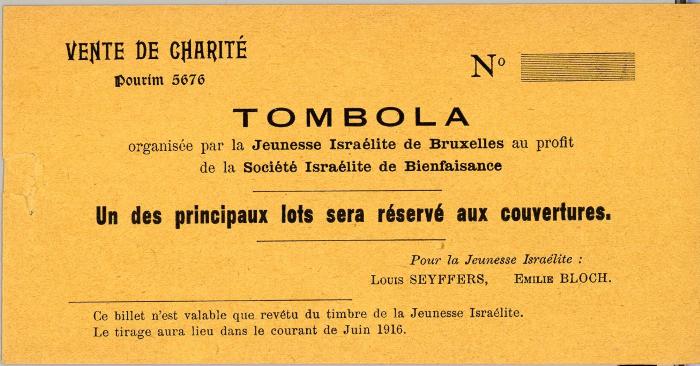 VENTE DE CHARITÉ
Pourim 5676
Nº
TOMBOLA
organisée par la Jeunesse Israélite de Bruxelles au profit
de la Société Israélite de Bienfaisance
Un des principaux lots sera réservé aux couvertures.
Pour la Jeunesse Israélite :
Louis SEYFFERS, Emilie BLOCH.
Ce billet n'est valable que revêtu du timbre de la Jeunesse Israélite.
Le tirage aura lieu dans le courant de Juin 1916.